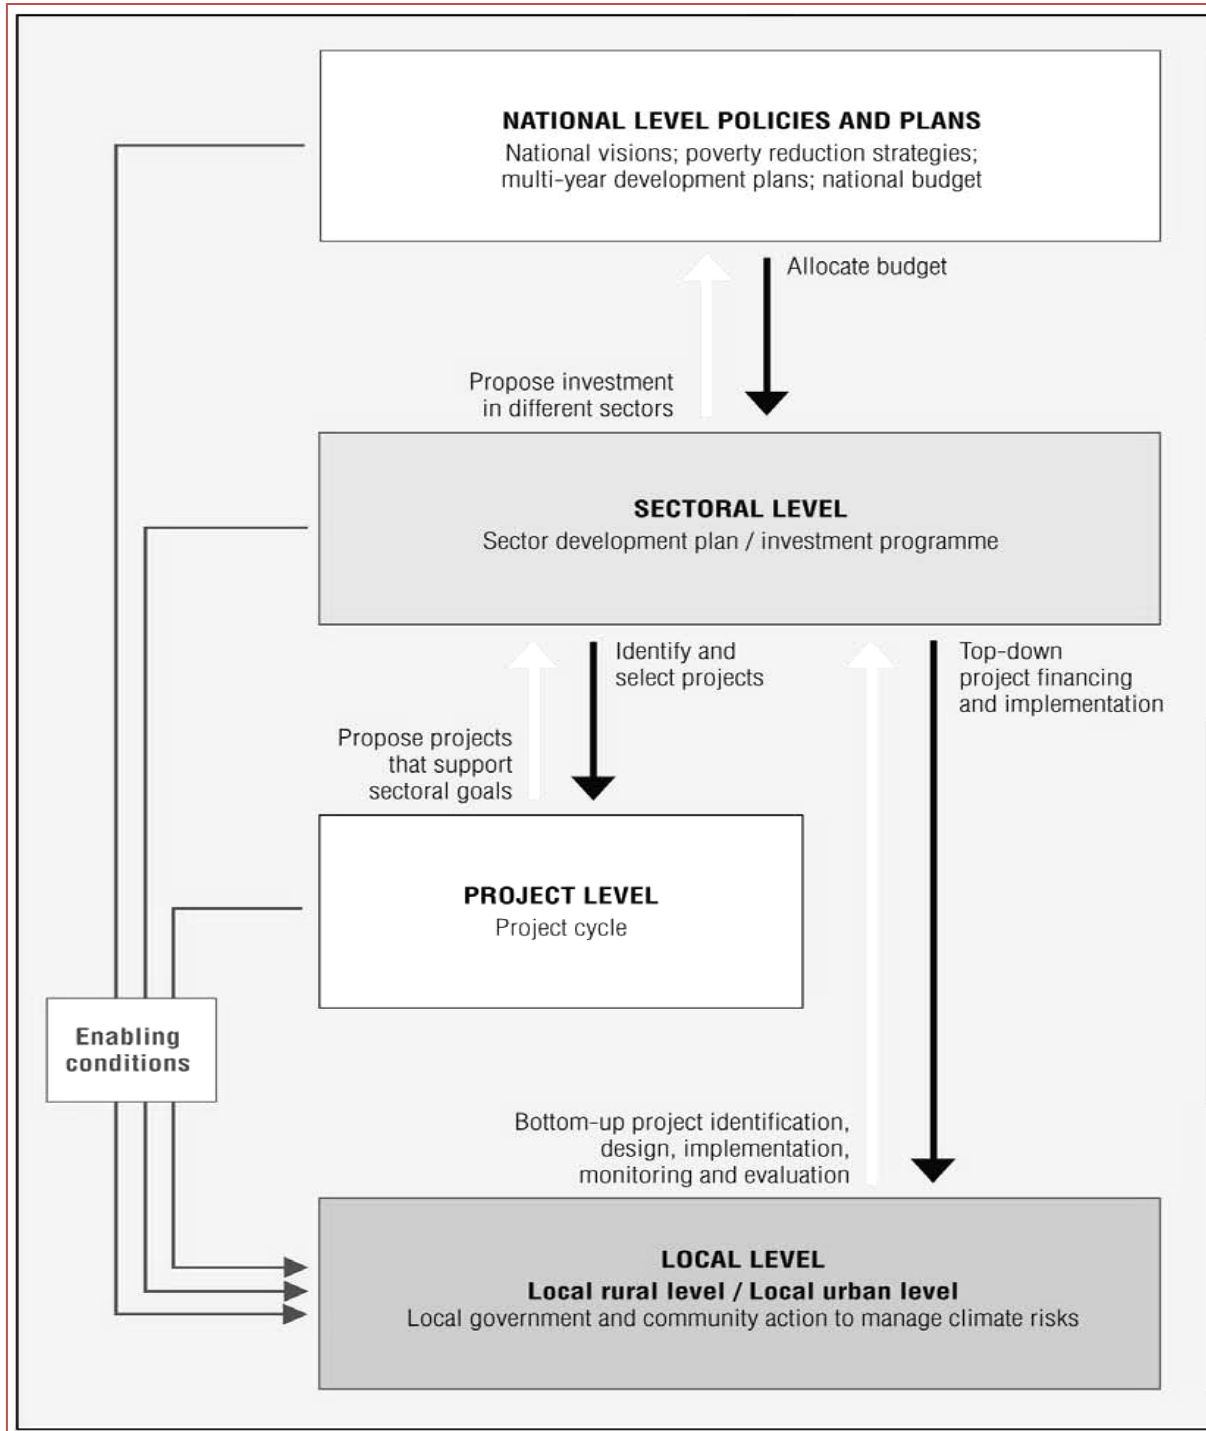 NATIONAL LEVEL POLICIES AND PLANS
National visions; poverty reduction strategies;
multi-year development plans; national budget
Allocate budget
Propose investment
in different sectors
SECTORAL LEVEL
Sector development plan / investment programme
Identify and
select projects
Top-down
project financing
and implementation
Propose projects
that support
sectoral goals
PROJECT LEVEL
Project cycle
Enabling
conditions
Bottom-up project identification,
design, implementation,
monitoring and evaluation
LOCAL LEVEL
Local rural level / Local urban level
Local government and community action to manage climate risks